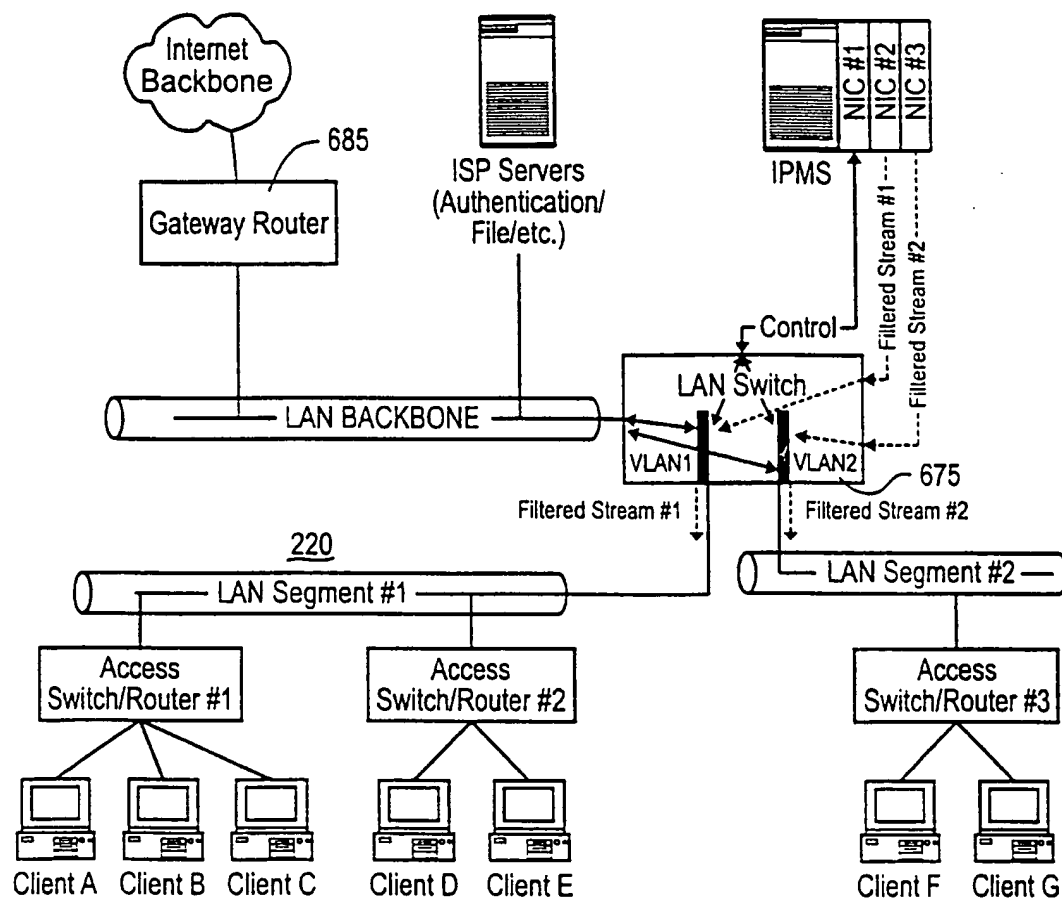 Internet
Backbone
685
Gateway Router
ISP Servers
(Authentication/
File/etc.)
NIC #1
NIC #2
NIC #3
IPMS
Filtered Stream #1
Filtered Stream #2
Control
LAN Switch
LAN BACKBONE
VLAN1
VLAN2
675
Filtered Stream #1
Filtered Stream #2
220
LAN Segment #1
LAN Segment #2
Access
Switch/Router #1
Access
Switch/Router #2
Access
Switch/Router #3
Client A
Client B
Client C
Client D
Client E
Client F
Client G